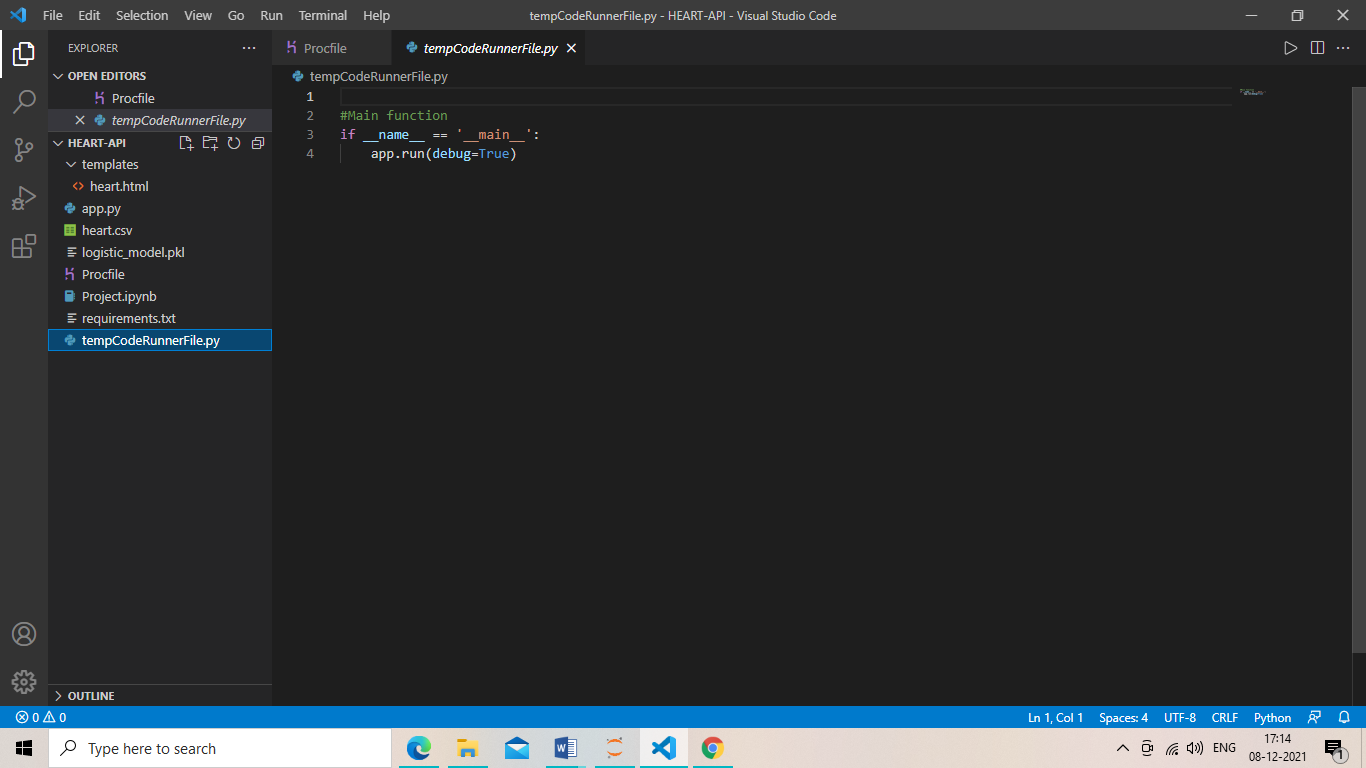 File Edit Selection View Go Run Terminal Help
tempCodeRunnerFile.py - HEART-API - Visual Studio Code
EXPLORER
OPEN EDITORS
Procfile
tempCodeRunnerFile.py
HEART-API
templates
heart.html
app.py
heart.csv
logistic_model.pkl
Procfile
Project.ipynb
requirements.txt
tempCodeRunnerFile.py
OUTLINE
Procfile
tempCodeRunnerFile.py
tempCodeRunnerFile.py
1
2 #Main function
3 if __name__ == '__main__':
4 app.run(debug=True)
0 0
Ln 1, Col 1 Spaces: 4 UTF-8 CRLF Python
Type here to search
ENG
17:14
08-12-2021
1